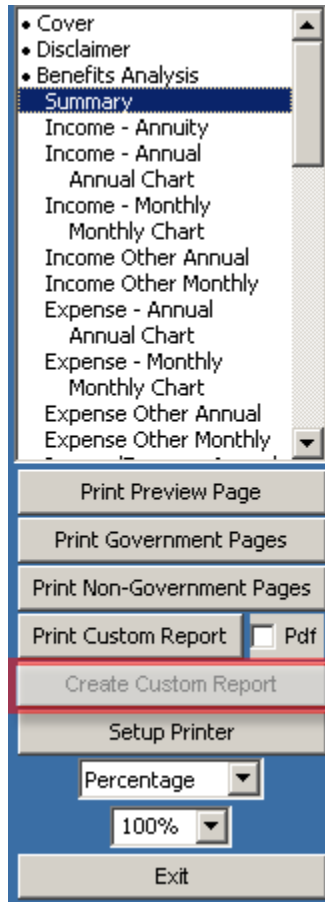 • Cover
• Disclaimer
• Benefits Analysis
Summary
Income - Annuity
Income - Annual
Annual Chart
Income - Monthly
Monthly Chart
Income Other Annual
Income Other Monthly
Expense - Annual
Annual Chart
Expense - Monthly
Monthly Chart
Expense Other Annual
Expense Other Monthly
Print Preview Page
Print Government Pages
Print Non-Government Pages
Print Custom Report Pdf
Create Custom Report
Setup Printer
Percentage
100%
Exit